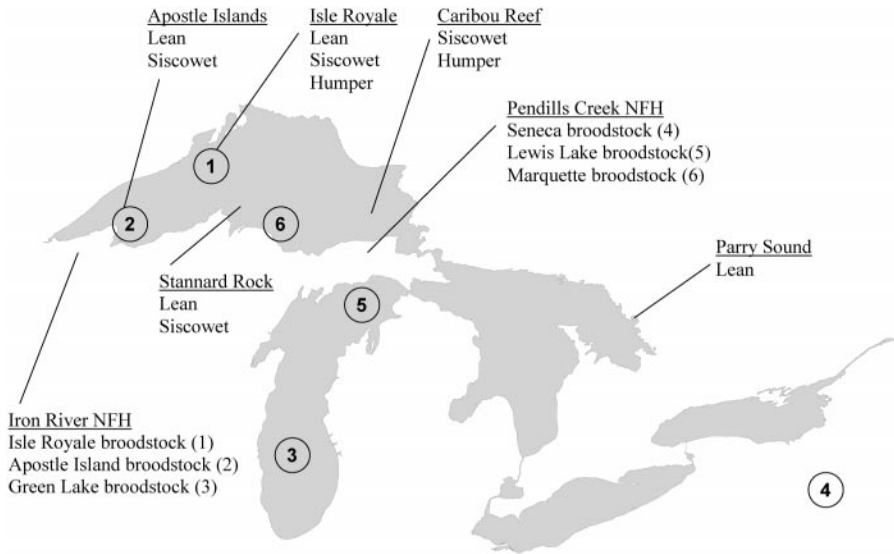 Apostle Islands
Lean
Siscowet
Isle Royale
Lean
Siscowet
Humper
Caribou Reef
Siscowet
Humper
Pendills Creek NFH
Seneca broodstock (4)
Lewis Lake broodstock(5)
Marquette broodstock (6)
1
2
6
Stannard Rock
Lean
Siscowet
Parry Sound
Lean
5
Iron River NFH
Isle Royale broodstock (1)
Apostle Island broodstock (2)
Green Lake broodstock (3)
3
4